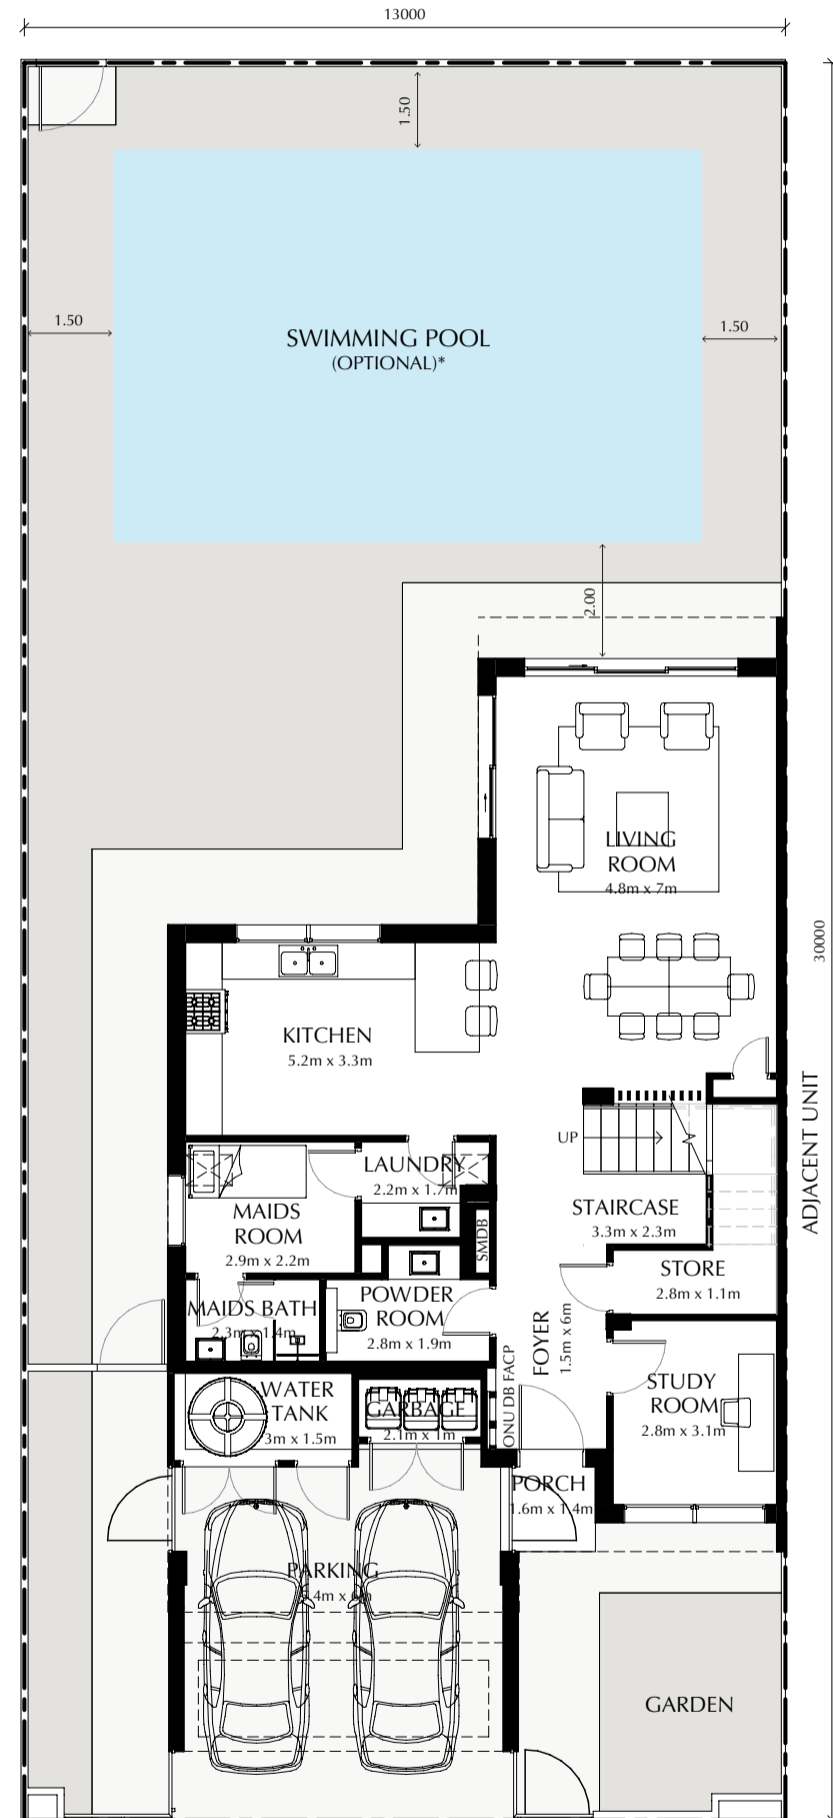 13000
1.50
1.50
SWIMMING POOL
(OPTIONAL)*
1.50
2.00
LIVING
ROOM
4.8m x 7m
30000
KITCHEN
5.2m x 3.3m
ADJACENT UNIT
UP
LAUNDRY
2.2m x 1.7m
MAIDS
ROOM
2.9m x 2.2m
STAIRCASE
3.3m x 2.3m
SMDB
STORE
2.8m x 1.1m
MAIDS BATH
2.3m x 1.4m
POWDER
ROOM
2.8m x 1.9m
FOYER
1.5m x 6m
ONU DB FACP
WATER
TANK
3m x 1.5m
GARBAGE
2.1m x 1m
STUDY
ROOM
2.8m x 3.1m
PORCH
1.6m x 1.4m
PARKING
GARDEN